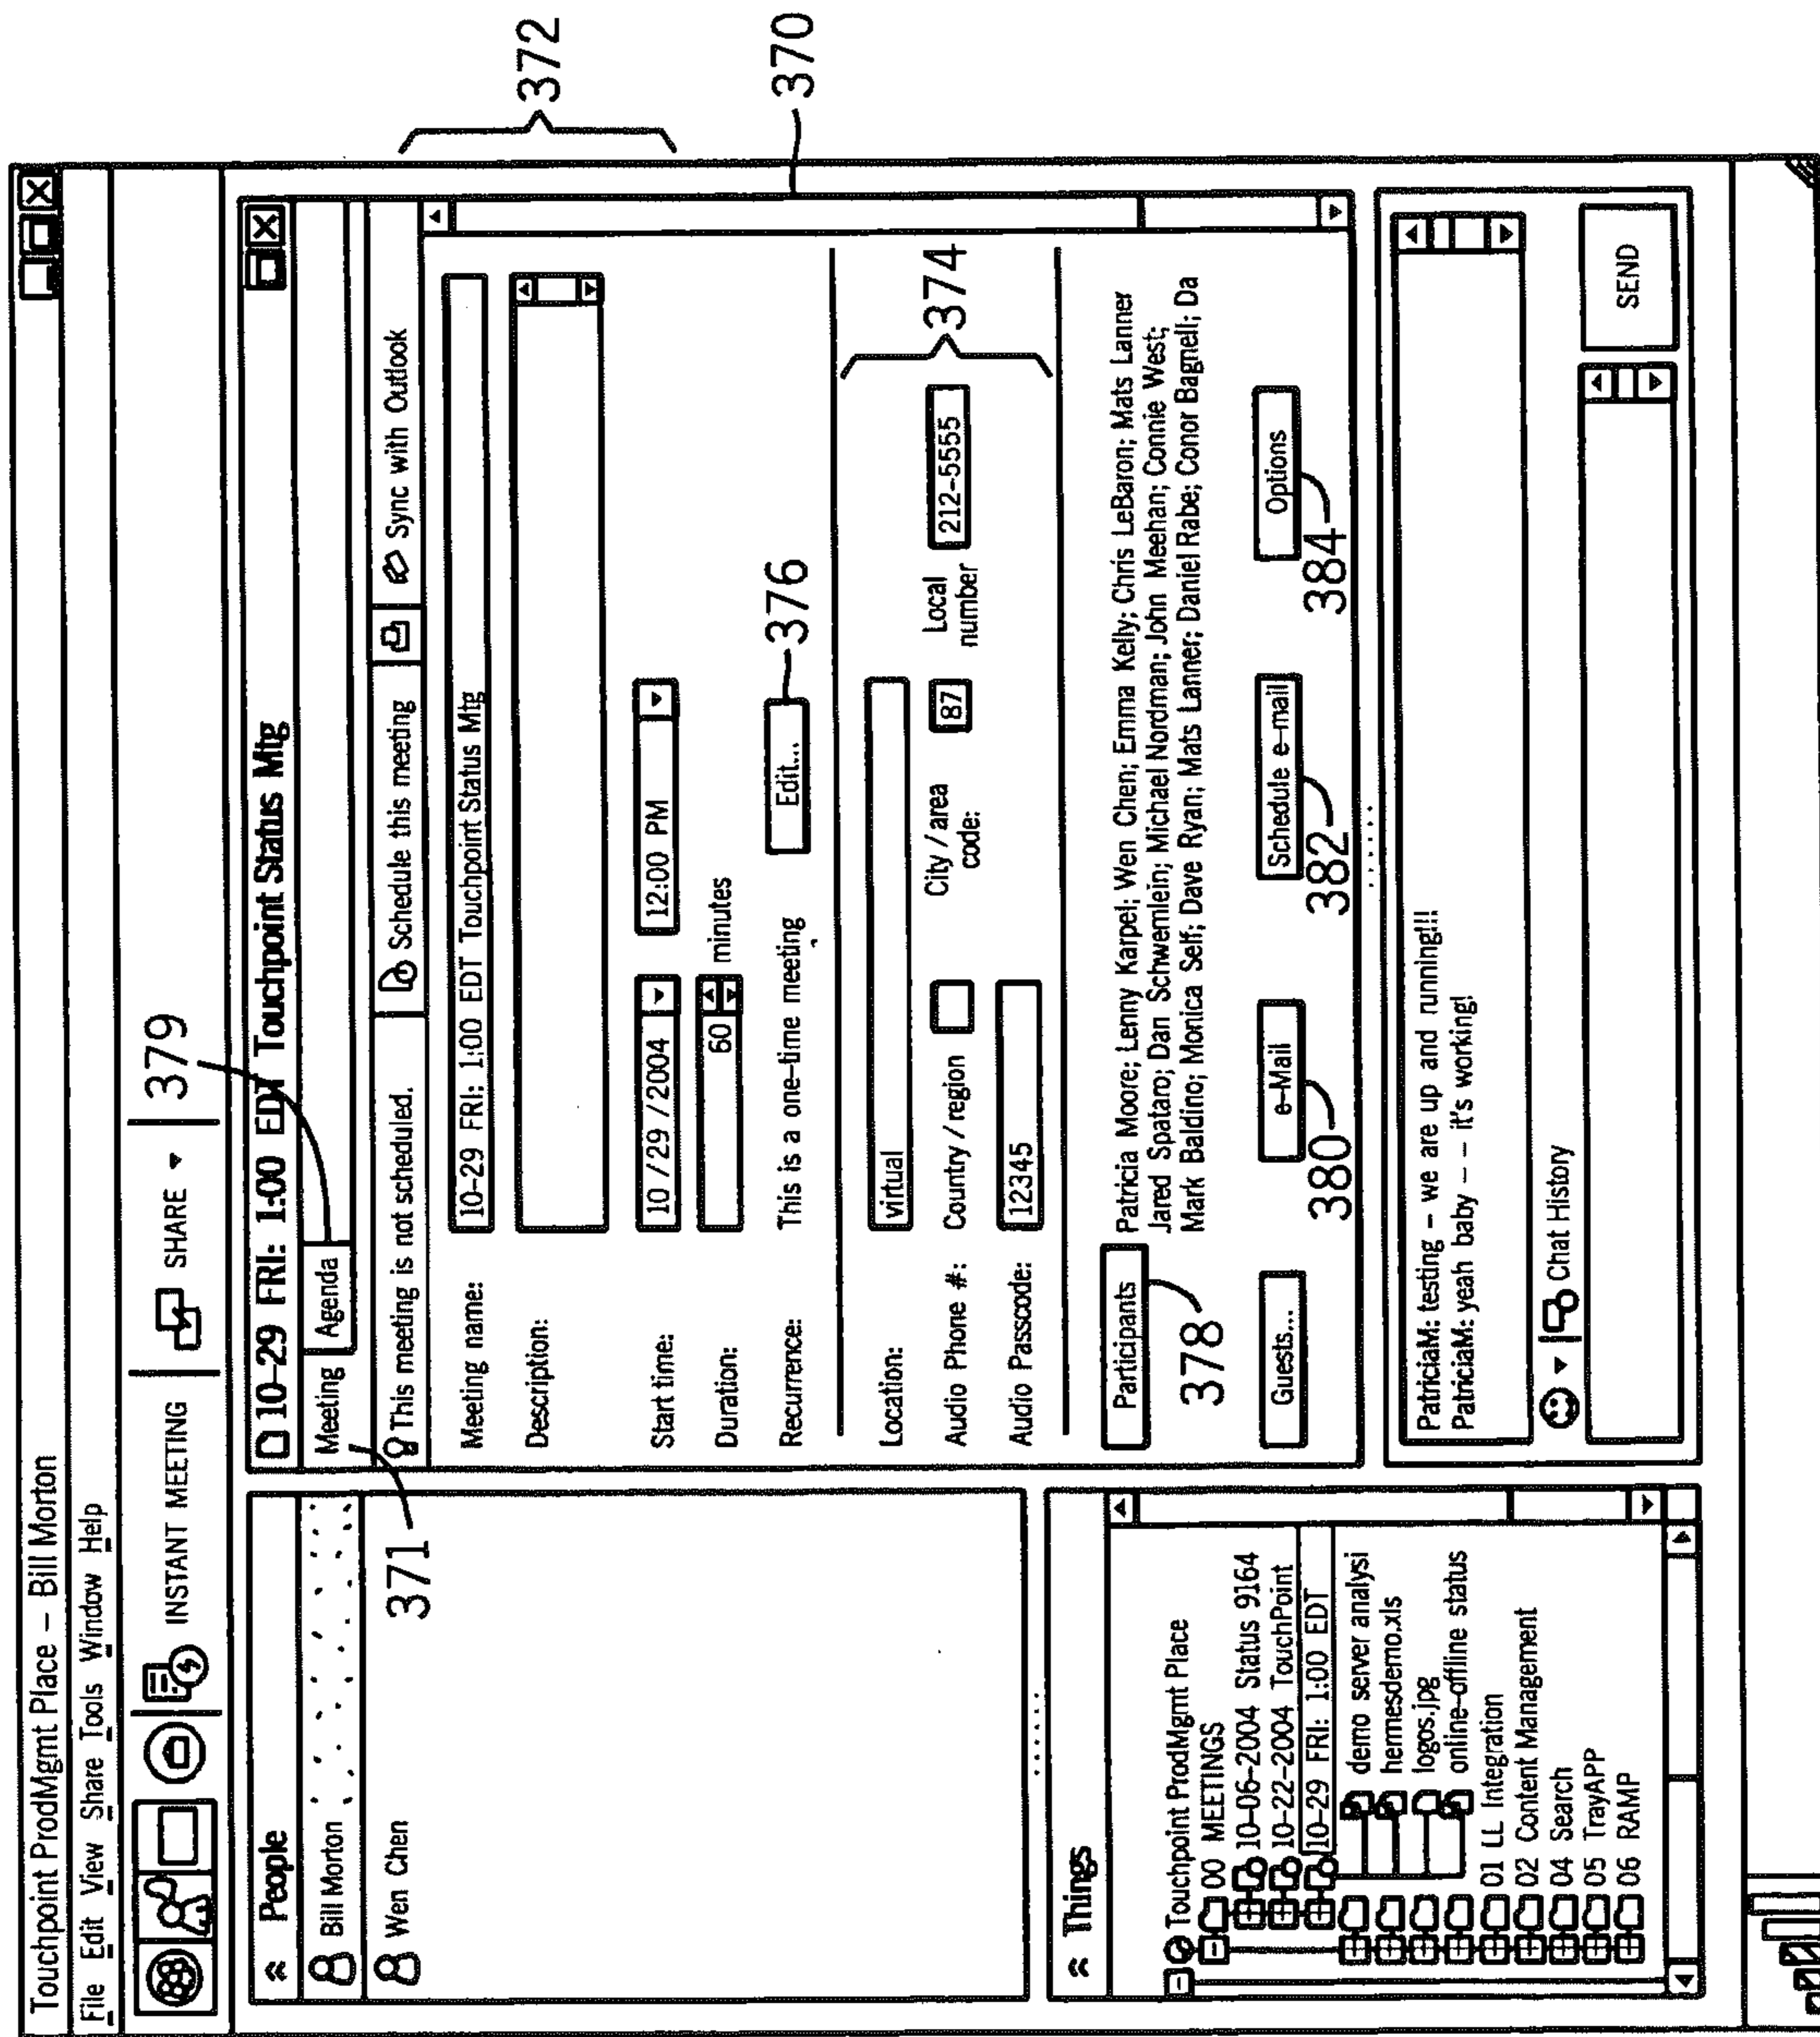 Touchpoint ProdMgmt Place – Bill Morton
File Edit View Share Tools Window Help
INSTANT MEETING SHARE 379
People
Bill Morton
Wen Chen
371
Things
Touchpoint ProdMgmt Place
00 MEETINGS
10–06–2004 Status 9164
10–22–2004 TouchPoint
10–29 FRI: 1:00 EDT
demo server analysi
hermesdemo.xls
logos.jpg
online–offline status
01 LL Integration
02 Content Management
04 Search
05 TrayAPP
06 RAMP
10–29 FRI: 1:00 EDT Touchpoint Status Mtg
Meeting Agenda
This meeting is not scheduled. Schedule this meeting Sync with Outlook
372
Meeting name: 10–29 FRI: 1:00 EDT Touchpoint Status Mtg
Description:
Start time: 10 / 29 / 2004 12:00 PM
Duration: 60 minutes
Recurrence: This is a one–time meeting Edit... 376
370
Location: virtual
Audio Phone #: Country / region City / area code: 87 Local number 212–5555
374
Audio Passcode: 12345
Participants Patricia Moore; Lenny Karpel; Wen Chen; Emma Kelly; Chris LeBaron; Mats Lanner
Jared Spataro; Dan Schwemlein; Michael Nordman; John Meehan; Connie West;
Mark Baldino; Monica Self; Dave Ryan; Mats Lanner; Daniel Rabe; Conor Bagnell; Da
378
Guests... e–Mail Schedule e–mail Options
380 382 384
PatriciaM: testing – we are up and running!!
PatriciaM: yeah baby – – it's working!
Chat History
SEND